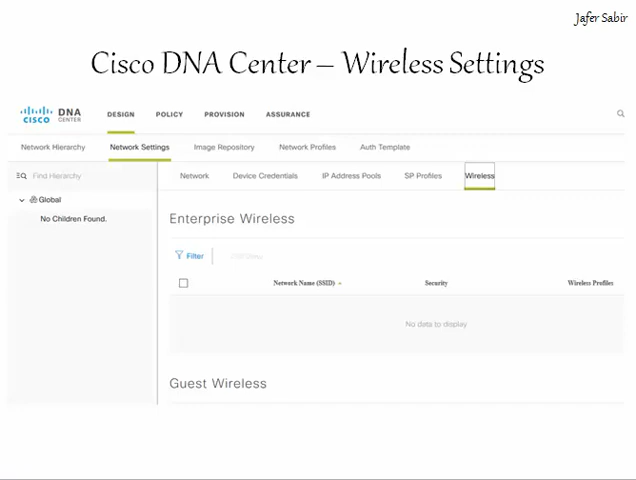 Jafer Sabir
Cisco DNA Center – Wireless Settings
CISCO DNA CENTER DESIGN POLICY PROVISION ASSURANCE
Network Hierarchy Network Settings Image Repository Network Profiles Auth Template
Find Hierarchy Network Device Credentials IP Address Pools SP Profiles Wireless
Global
No Children Found.
Enterprise Wireless
Filter
Network Name (SSID) Security Wireless Profiles
No data to display
Guest Wireless